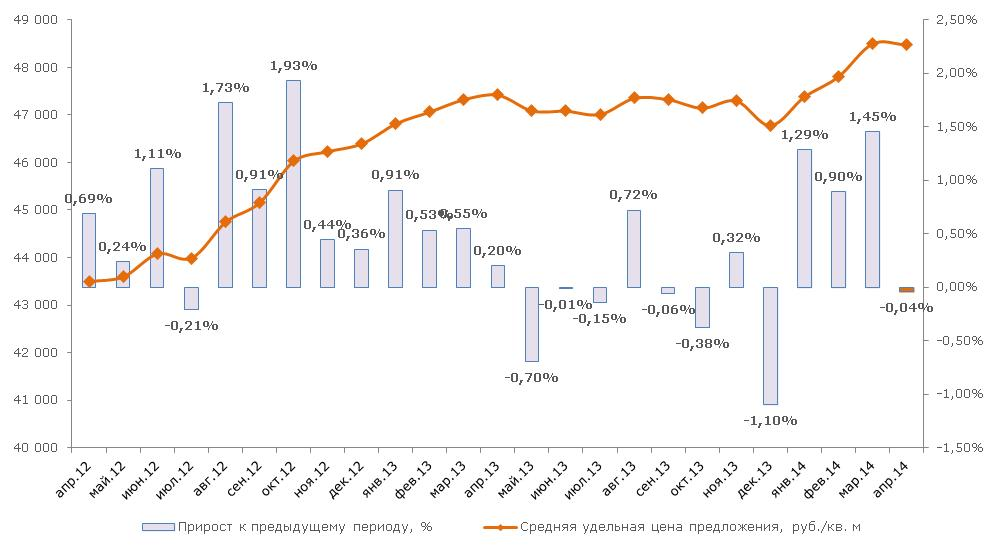 49 000
48 000
47 000
46 000
45 000
44 000
43 000
42 000
41 000
40 000
2,50%
2,00%
1,50%
1,00%
0,50%
0,00%
-0,50%
-1,00%
-1,50%
0,69%
0,24%
1,11%
-0,21%
1,73%
0,91%
1,93%
0,44%
0,36%
0,91%
0,53%
0,55%
0,20%
-0,70%
-0,01%
-0,15%
0,72%
-0,06%
-0,38%
0,32%
-1,10%
1,29%
0,90%
1,45%
-0,04%
апр.12
май.12
июн.12
июл.12
авг.12
сен.12
окт.12
ноя.12
дек.12
янв.13
фев.13
мар.13
апр.13
май.13
июн.13
июл.13
авг.13
сен.13
окт.13
ноя.13
дек.13
янв.14
фев.14
мар.14
апр.14
Прирост к предыдущему периоду, %
Средняя удельная цена предложения, руб./кв. м